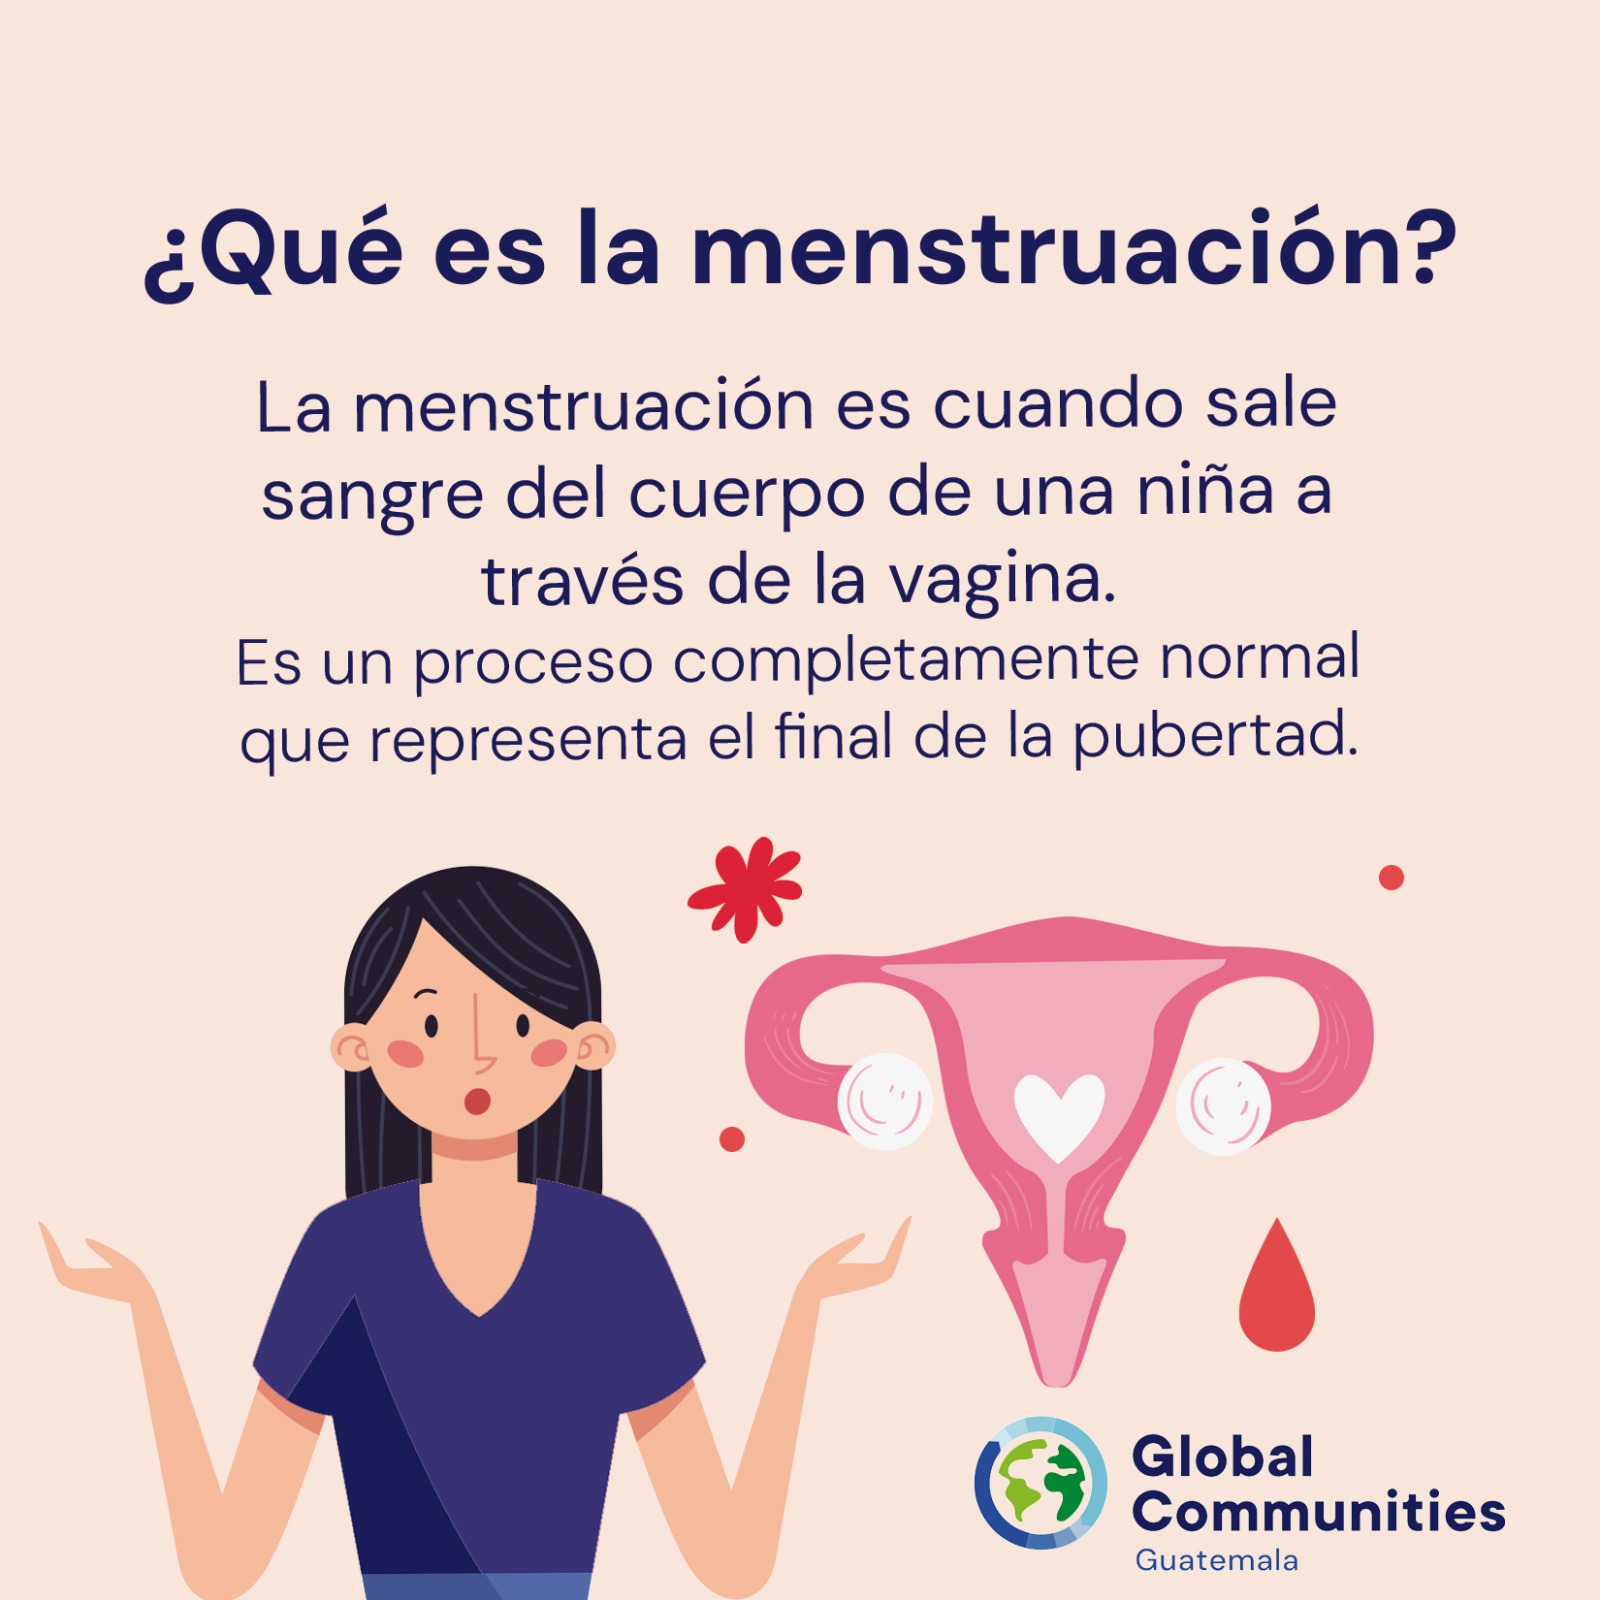 ¿Qué es la menstruación?
La menstruación es cuando sale
sangre del cuerpo de una niña a
través de la vagina.
Es un proceso completamente normal
que representa el final de la pubertad.
Global
Communities
Guatemala